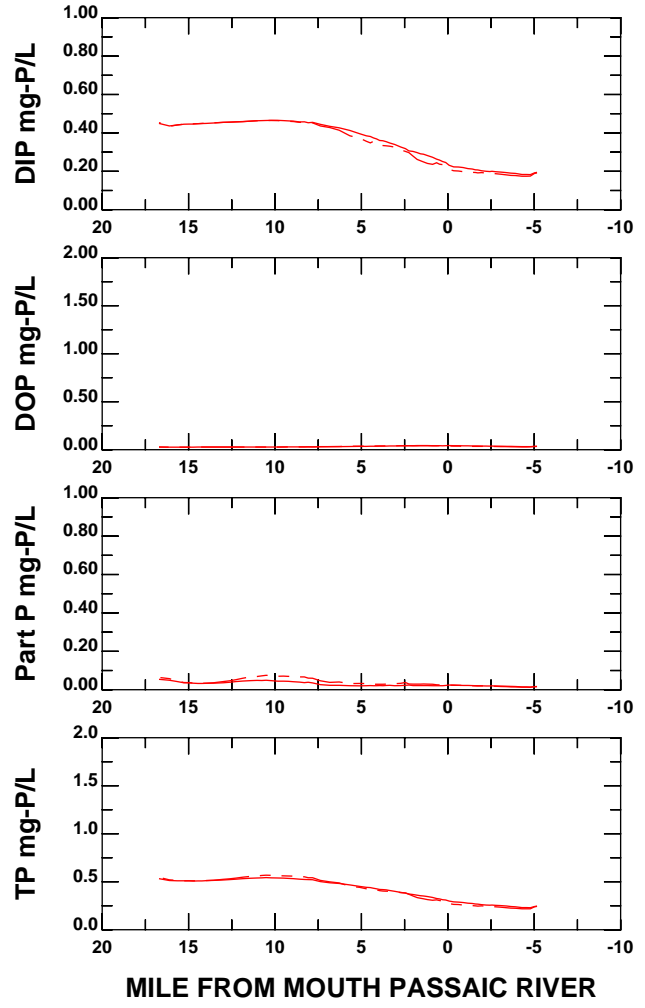 DIP mg-P/L
1.00
0.80
0.60
0.40
0.20
0.00
20 15 10 5 0 -5 -10
DOP mg-P/L
2.00
1.50
1.00
0.50
0.00
20 15 10 5 0 -5 -10
Part P mg-P/L
1.00
0.80
0.60
0.40
0.20
0.00
20 15 10 5 0 -5 -10
TP mg-P/L
2.0
1.5
1.0
0.5
0.0
20 15 10 5 0 -5 -10
MILE FROM MOUTH PASSAIC RIVER